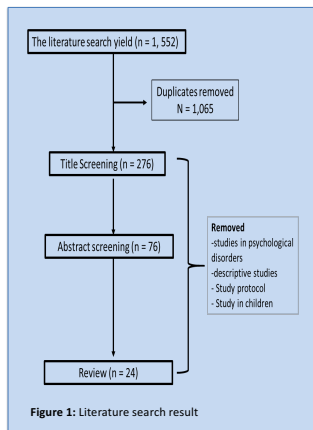 The literature search yield (n = 1, 552)
Duplicates removed
N = 1,065
Title Screening (n = 276)
Removed
-studies in psychological
disorders
-descriptive studies
- Study protocol
- Study in children
Abstract screening (n = 76)
Review (n = 24)
Figure 1: Literature search result